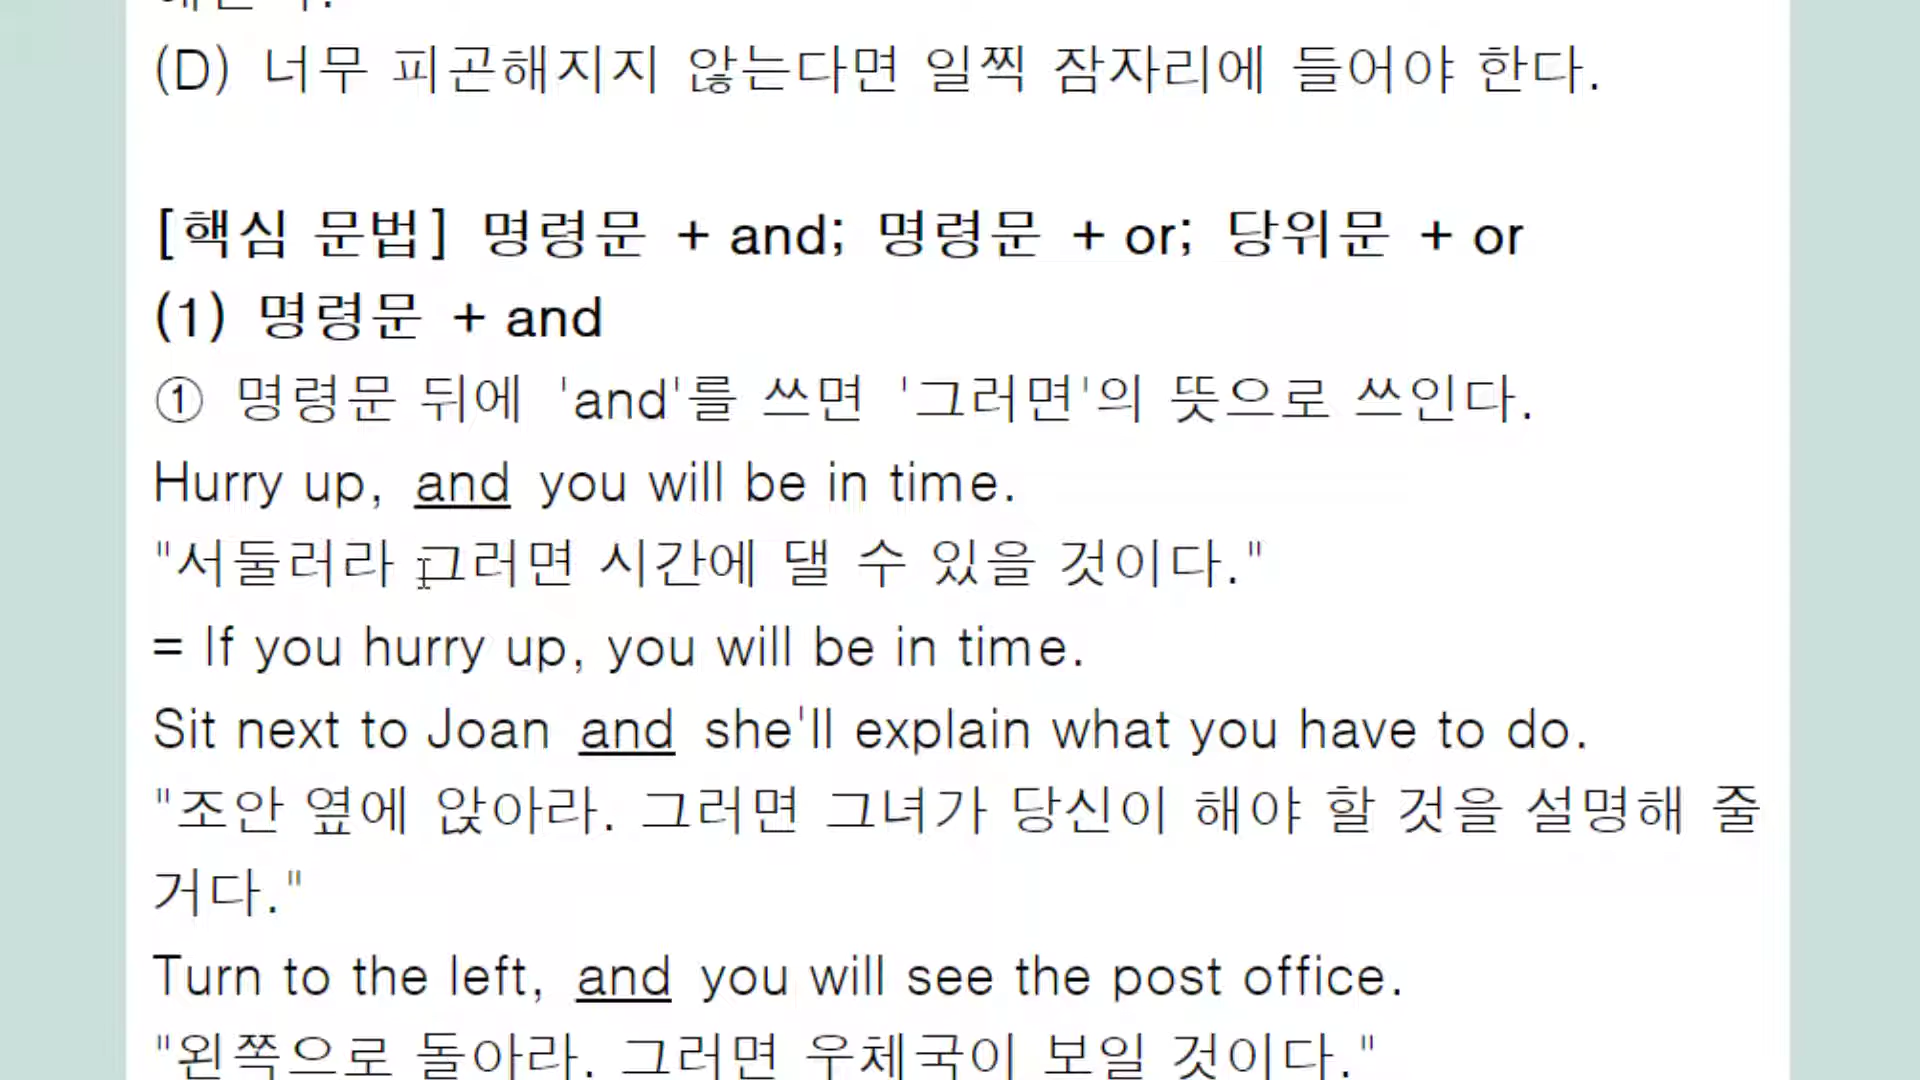 (D) 너무 피곤해지지 않는다면 일찍 잠자리에 들어야 한다.
[핵심 문법] 명령문 + and; 명령문 + or; 당위문 + or
(1) 명령문 + and
① 명령문 뒤에 'and'를 쓰면 '그러면'의 뜻으로 쓰인다.
Hurry up, and you will be in time.
"서둘러라 그러면 시간에 댈 수 있을 것이다."
= If you hurry up, you will be in time.
Sit next to Joan and she'll explain what you have to do.
"조안 옆에 앉아라. 그러면 그녀가 당신이 해야 할 것을 설명해 줄
거다."
Turn to the left, and you will see the post office.
"왼쪽으로 돌아라. 그러면 우체국이 보일 것이다."